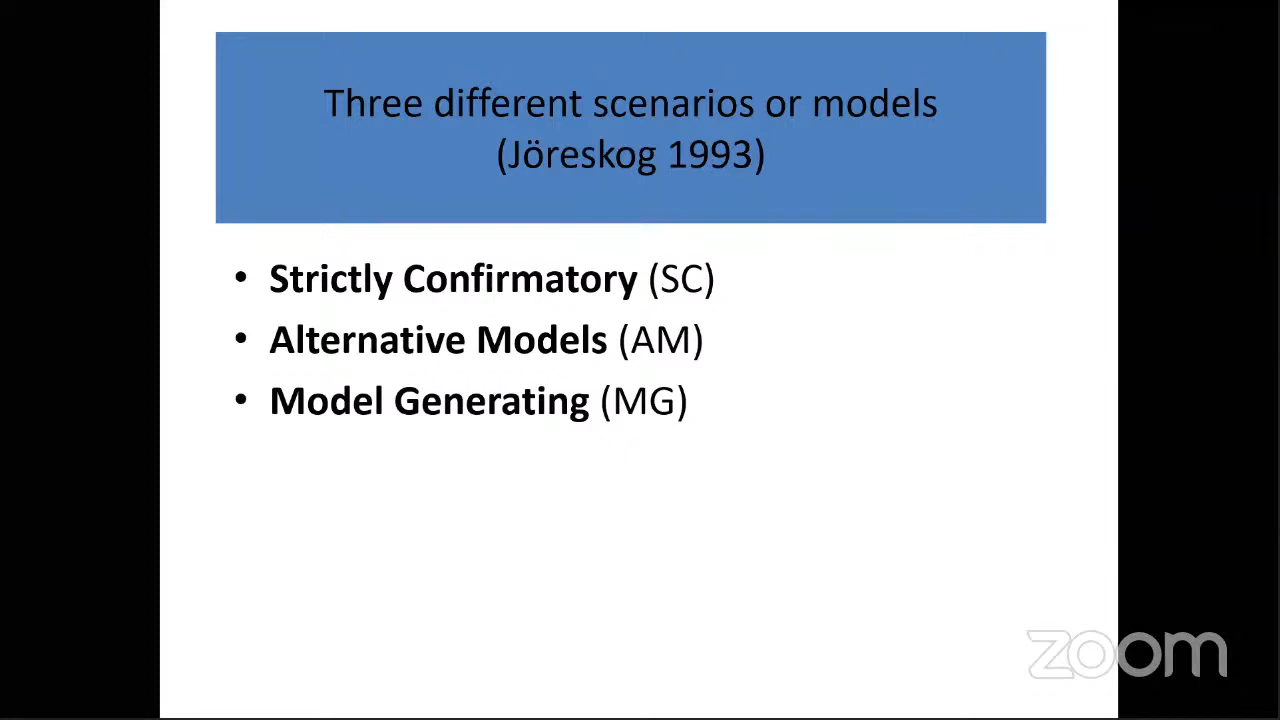 Three different scenarios or models
(Jöreskog 1993)
• Strictly Confirmatory (SC)
• Alternative Models (AM)
• Model Generating (MG)
zoom